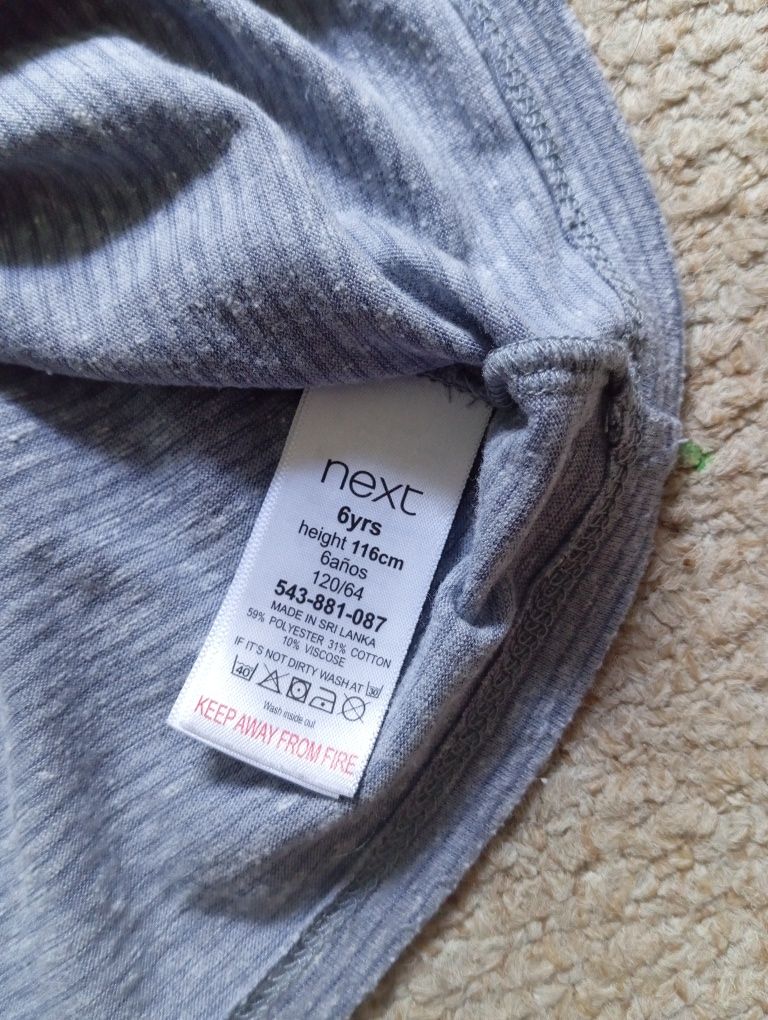 next
6yrs
height 116cm
6años
120/64
543-881-087
MADE IN SRI LANKA
59% POLYESTER 31% COTTON
10% VISCOSE
IF IT'S NOT DIRTY WASH AT 30
40
Wash inside out
KEEP AWAY FROM FIRE